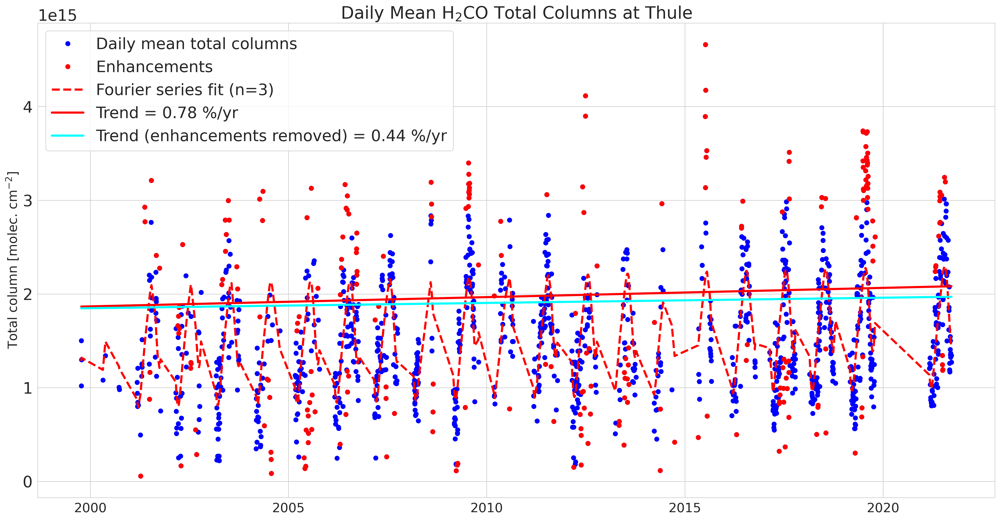 Daily Mean H₂CO Total Columns at Thule
1e15
Daily mean total columns
Enhancements
Fourier series fit (n=3)
Trend = 0.78 %/yr
Trend (enhancements removed) = 0.44 %/yr
Total column [molec. cm⁻²]
4
3
2
1
0
2000
2005
2010
2015
2020